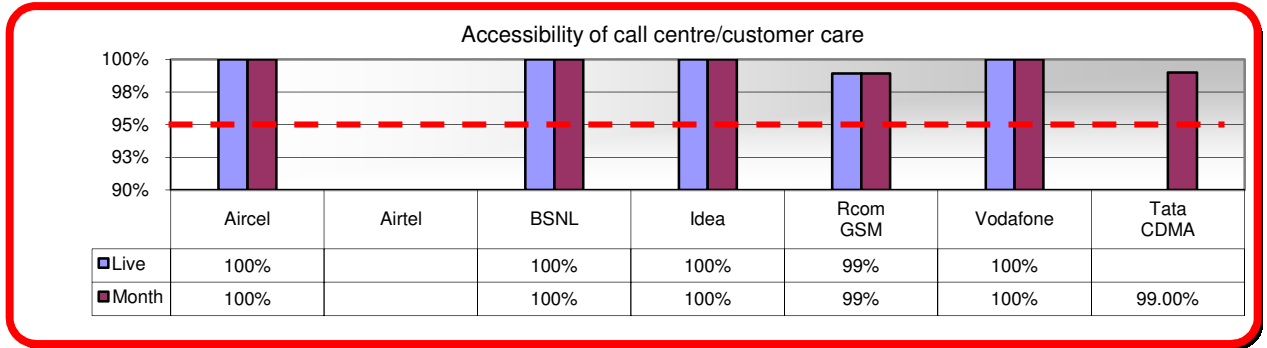 Accessibility of call centre/customer care
100%
98%
95%
93%
90%
Aircel Airtel BSNL Idea Rcom GSM Vodafone Tata CDMA
Live 100% 100% 100% 99% 100%
Month 100% 100% 100% 99% 100% 99.00%